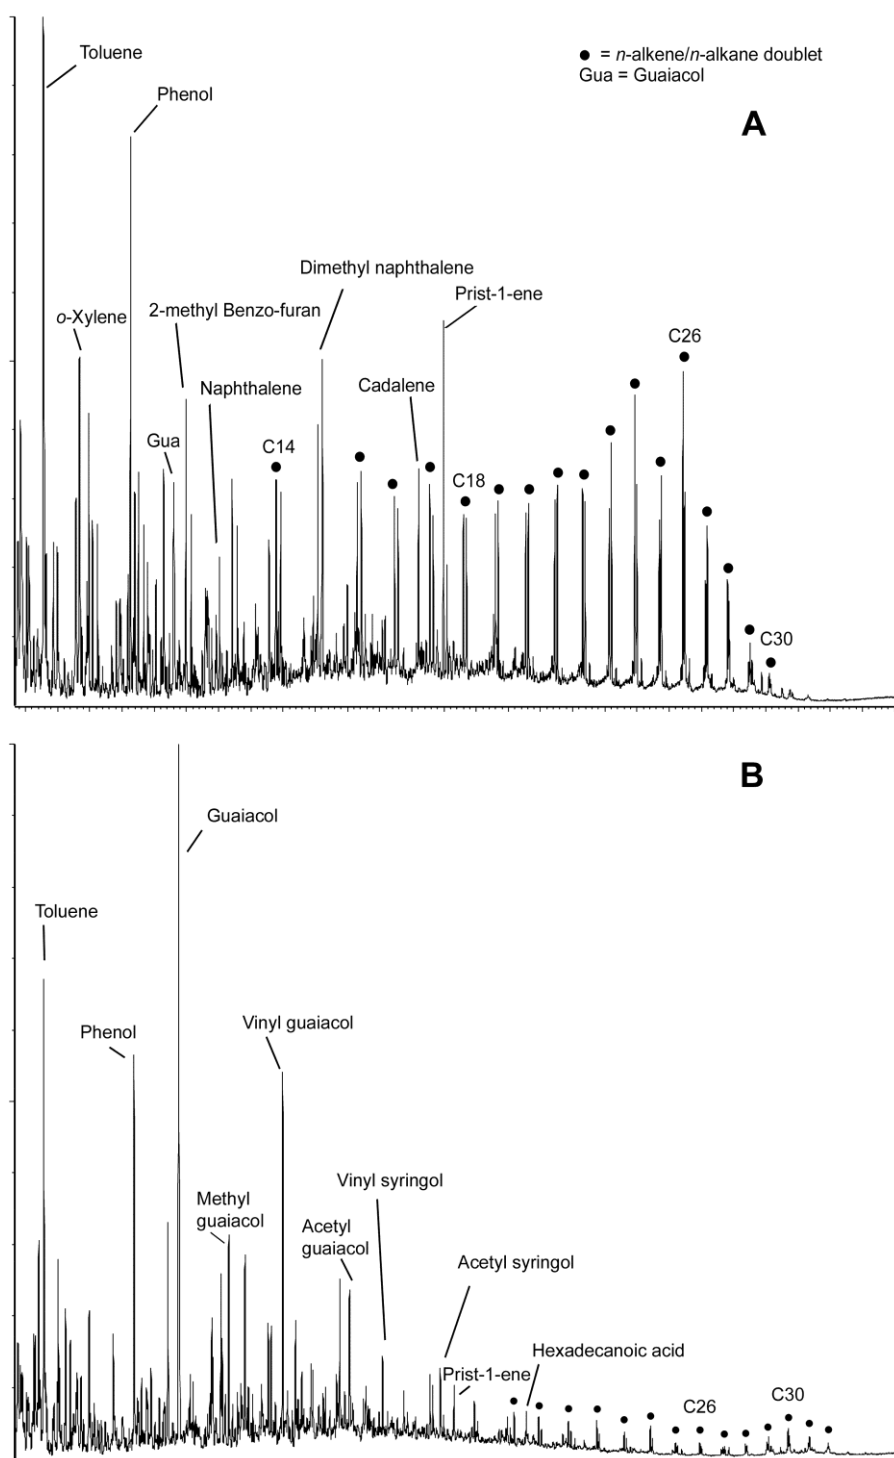 Toluene
● = n-alkene/n-alkane doublet
Gua = Guaiacol
Phenol
A
Dimethyl naphthalene
Prist-1-ene
2-methyl Benzo-furan
o-Xylene
C26
Naphthalene
Cadalene
Gua
C14
C18
C30
B
Guaiacol
Toluene
Vinyl guaiacol
Phenol
Vinyl syringol
Methyl
guaiacol
Acetyl
guaiacol
Acetyl syringol
Hexadecanoic acid
Prist-1-ene
C26
C30